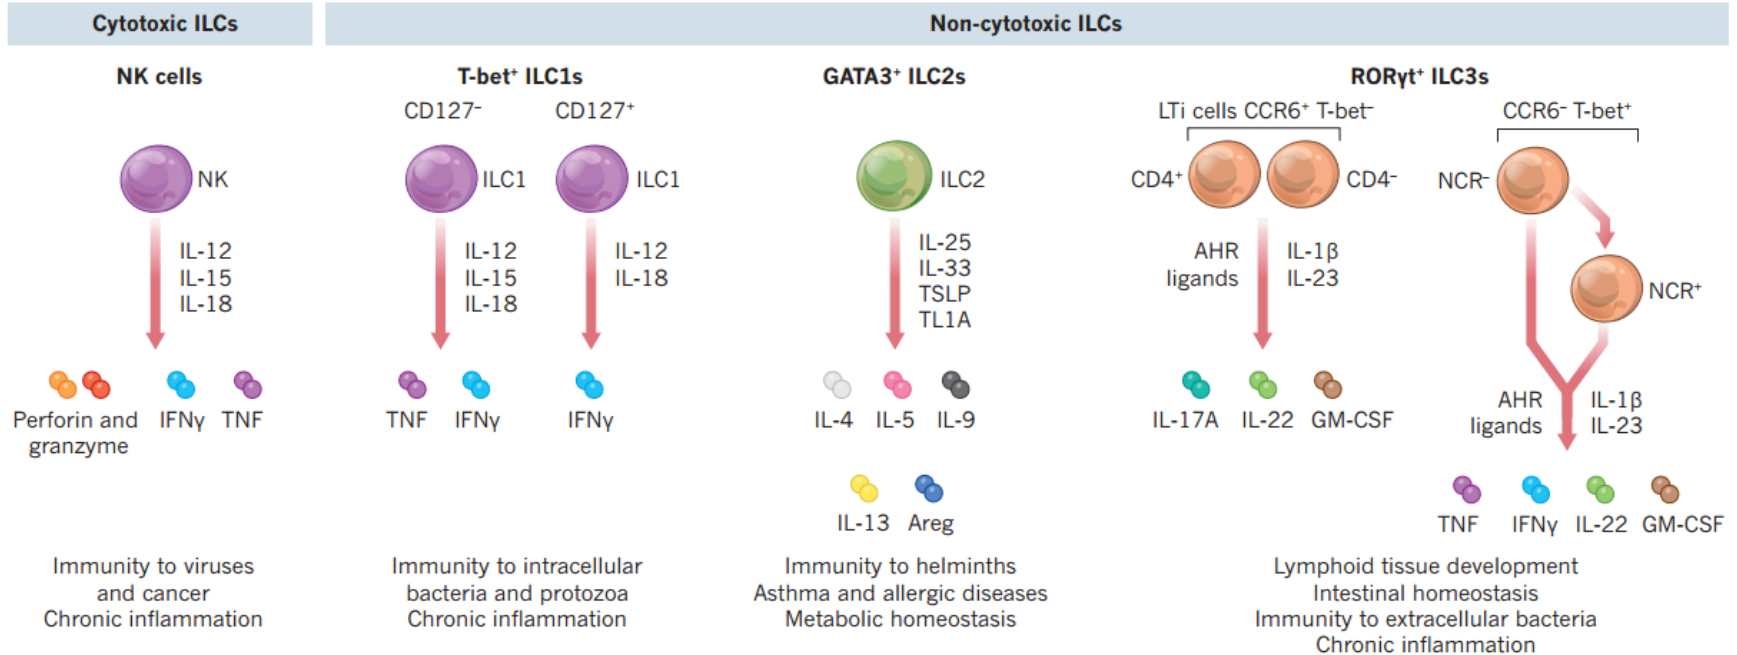 Cytotoxic ILCs
Non-cytotoxic ILCs
NK cells
T-bet⁺ ILC1s
GATA3⁺ ILC2s
RORγt⁺ ILC3s
CD127⁻
CD127⁺
LTi cells CCR6⁺ T-bet⁻
CCR6⁻ T-bet⁺
NK
ILC1
ILC1
ILC2
CD4⁺
CD4⁻
NCR⁻
NCR⁺
IL-12
IL-15
IL-18
IL-12
IL-15
IL-18
IL-12
IL-18
IL-25
IL-33
TSLP
TL1A
AHR
ligands
IL-1β
IL-23
AHR
ligands
IL-1β
IL-23
Perforin and
granzyme
IFNγ
TNF
TNF
IFNγ
IFNγ
IL-4
IL-5
IL-9
IL-13
Areg
IL-17A
IL-22
GM-CSF
TNF
IFNγ
IL-22
GM-CSF
Immunity to viruses
and cancer
Chronic inflammation
Immunity to intracellular
bacteria and protozoa
Chronic inflammation
Immunity to helminths
Asthma and allergic diseases
Metabolic homeostasis
Lymphoid tissue development
Intestinal homeostasis
Immunity to extracellular bacteria
Chronic inflammation